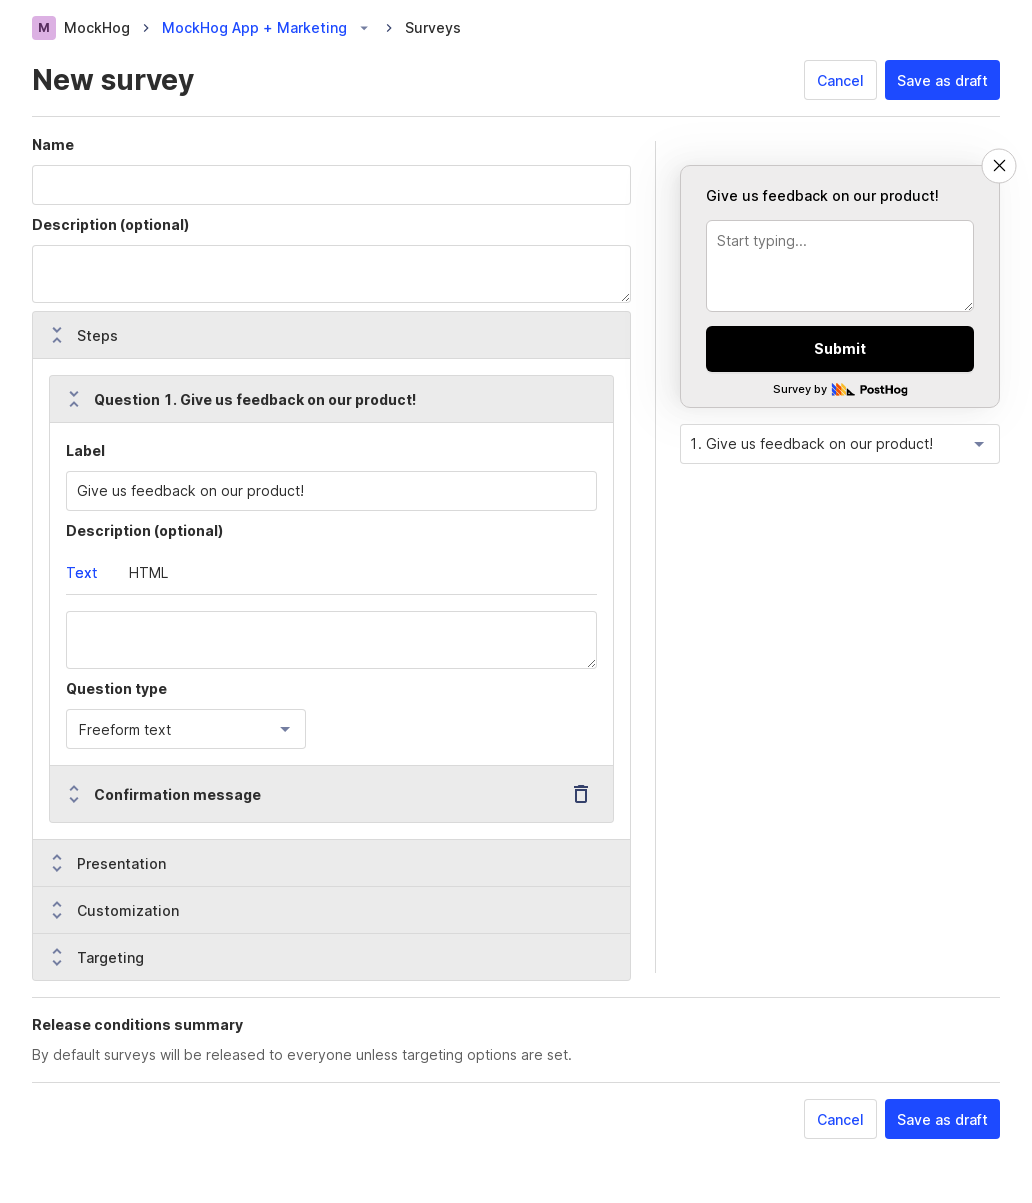 M MockHog > MockHog App + Marketing > Surveys
New survey
Cancel Save as draft
Name
Description (optional)
Steps
Question 1. Give us feedback on our product!
Label
Give us feedback on our product!
Description (optional)
Text HTML
Question type
Freeform text
Confirmation message
Presentation
Customization
Targeting
Give us feedback on our product!
Start typing...
Submit
Survey by PostHog
1. Give us feedback on our product!
Release conditions summary
By default surveys will be released to everyone unless targeting options are set.
Cancel Save as draft